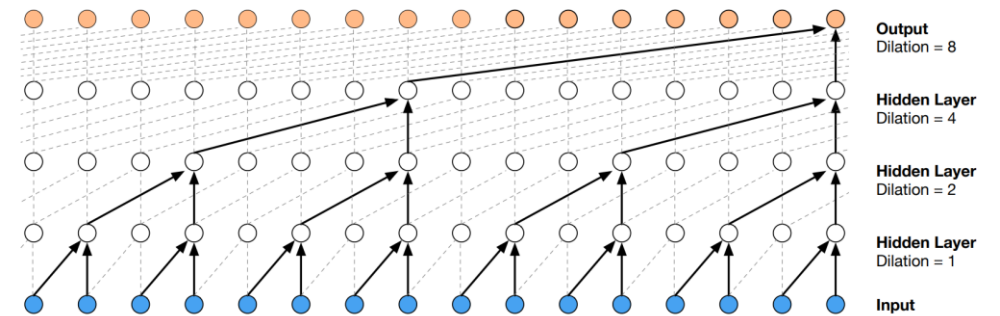 Output
Dilation = 8
Hidden Layer
Dilation = 4
Hidden Layer
Dilation = 2
Hidden Layer
Dilation = 1
Input